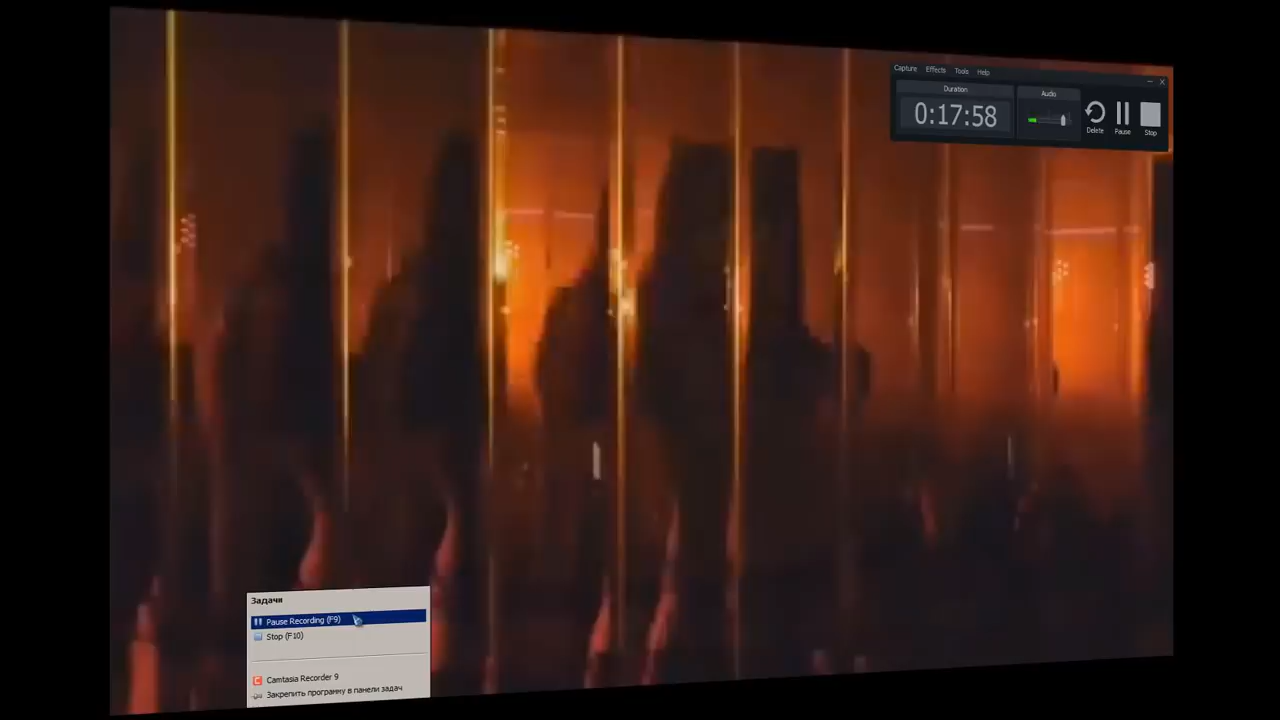 Capture Effects Tools Help
Duration
Audio
0:17:58
Delete
Pause
Stop
Задачи
Pause Recording (F9)
Stop (F10)
Camtasia Recorder 9
Закрепить программу в панели задач